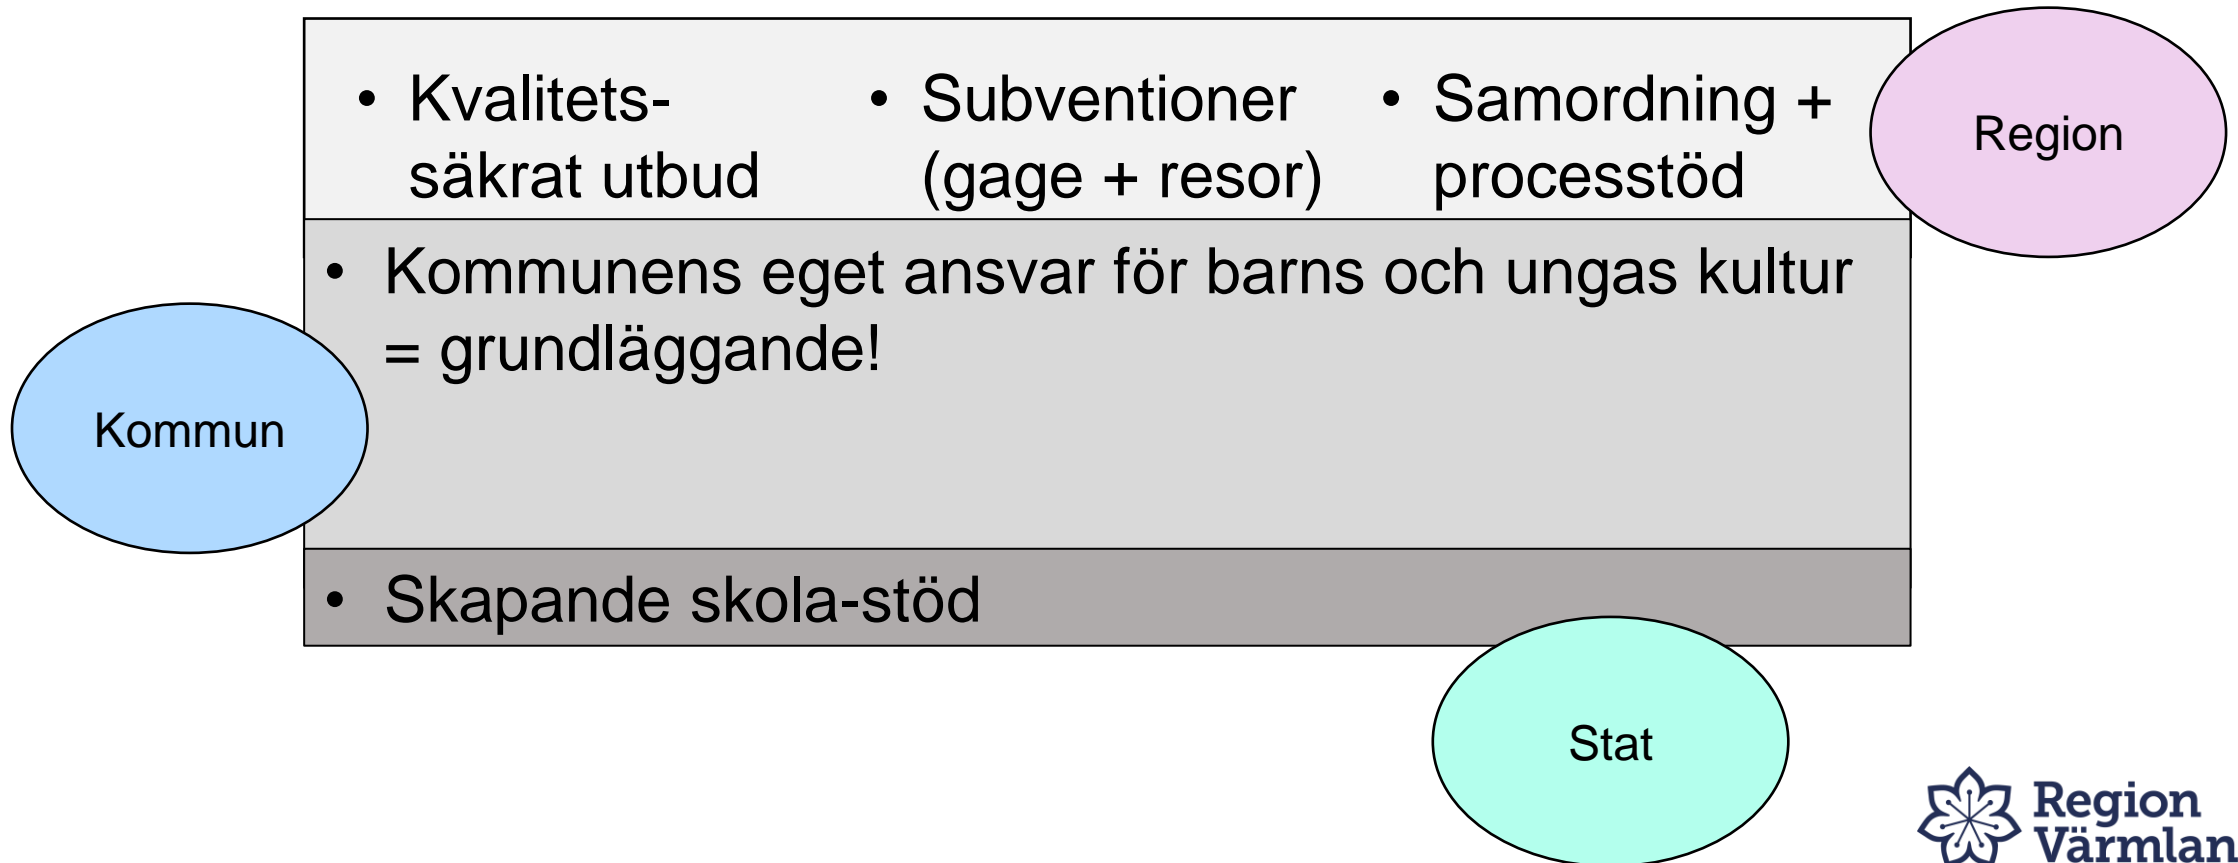 • Kvalitets-
säkrat utbud
• Subventioner
(gage + resor)
• Samordning +
processtöd
Region
• Kommunens eget ansvar för barns och ungas kultur
= grundläggande!
Kommun
• Skapande skola-stöd
Stat
Region
Värmlan